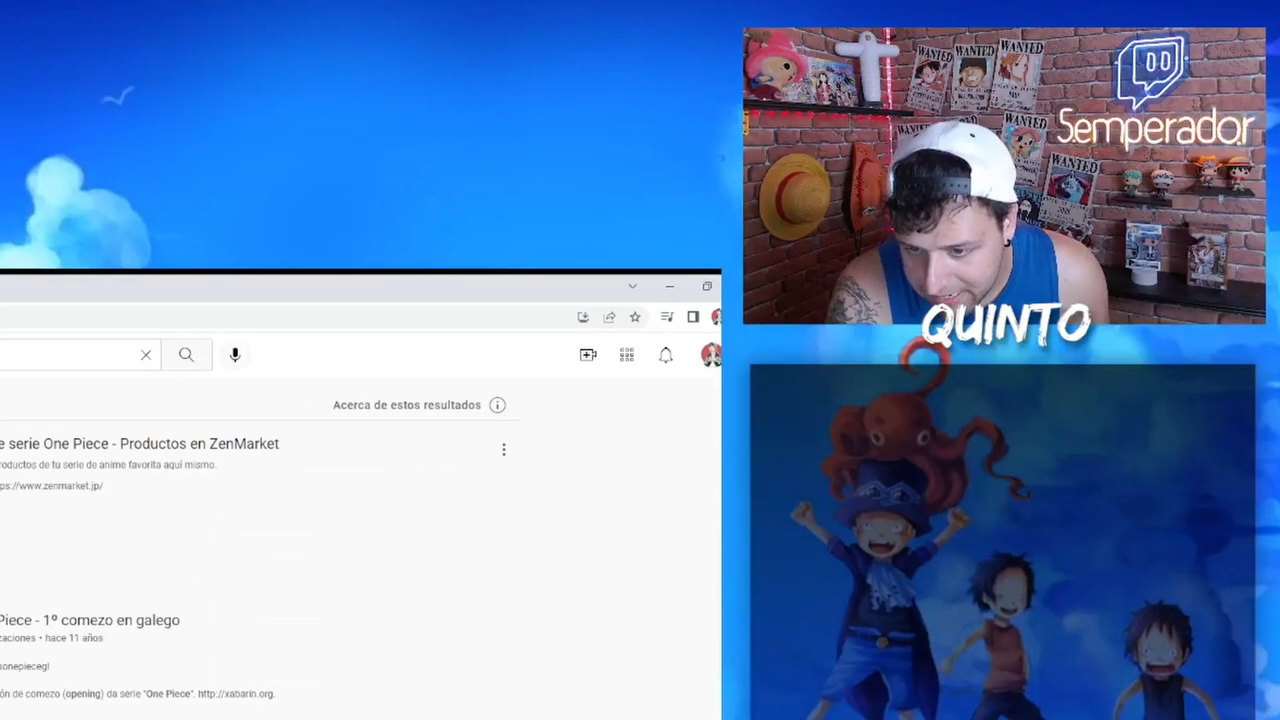 WANTED
WANTED
WANTED
WANTED
WANTED
WANTED
Semperador
QUINTO
Acerca de estos resultados
e serie One Piece - Productos en ZenMarket
roductos de tu serie de anime favorita aquí mismo.
ps://www.zenmarket.jp/
Piece - 1º comezo en galego
zaciones • hace 11 años
sonepiecegl
ón de comezo (opening) da serie "One Piece". http://xabarin.org.